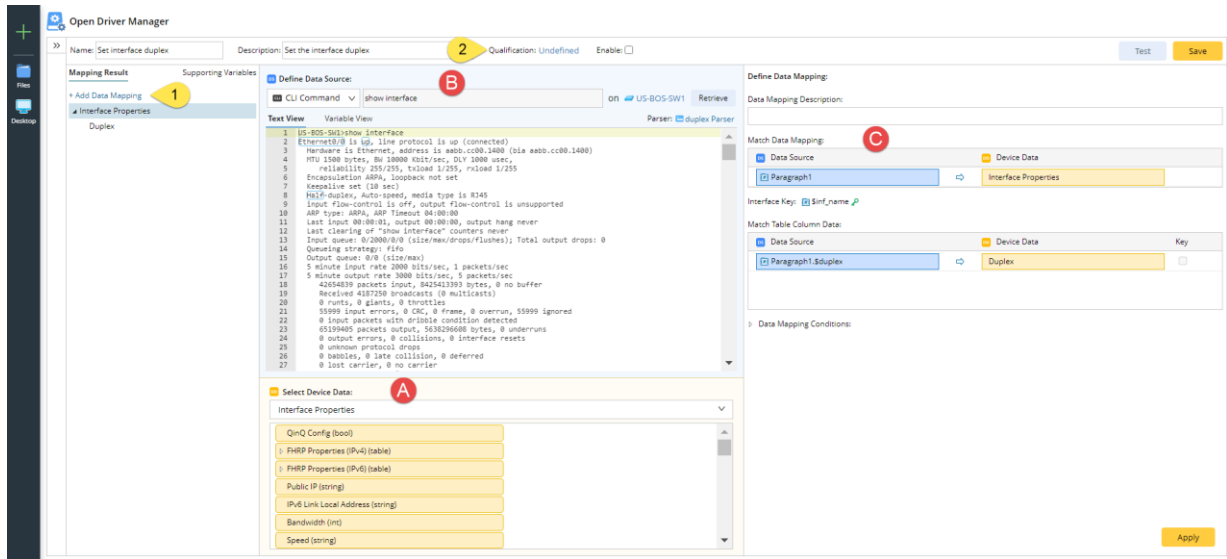 Open Driver Manager
Files
Desktop
Name: Set interface duplex
Description: Set the interface duplex
2
Qualification: Undefined
Enable:
Test
Save
Mapping Result
Supporting Variables
+ Add Data Mapping
1
Interface Properties
Duplex
Define Data Source:
B
CLI Command
show interface
on US-BOS-SW1
Retrieve
Text View
Variable View
Parser: duplex Parser
1 US-BOS-SW1>show interface
2 Ethernet0/0 is up, line protocol is up (connected)
3 Hardware is Ethernet, address is aabb.cc00.1400 (bia aabb.cc00.1400)
4 MTU 1500 bytes, BW 10000 Kbit/sec, DLY 1000 usec,
5 reliability 255/255, txload 1/255, rxload 1/255
6 Encapsulation ARPA, loopback not set
7 Keepalive set (10 sec)
8 Half-duplex, Auto-speed, media type is RJ45
9 input flow-control is off, output flow-control is unsupported
10 ARP type: ARPA, ARP Timeout 04:00:00
11 Last input 00:00:01, output 00:00:00, output hang never
12 Last clearing of "show interface" counters never
13 Input queue: 0/2000/0/0 (size/max/drops/flushes); Total output drops: 0
14 Queueing strategy: fifo
15 Output queue: 0/0 (size/max)
16 5 minute input rate 2000 bits/sec, 1 packets/sec
17 5 minute output rate 3000 bits/sec, 5 packets/sec
18 42654839 packets input, 8425413393 bytes, 0 no buffer
19 Received 4187250 broadcasts (0 multicasts)
20 0 runts, 0 giants, 0 throttles
21 55999 input errors, 0 CRC, 0 frame, 0 overrun, 55999 ignored
22 0 input packets with dribble condition detected
23 65199405 packets output, 5638296608 bytes, 0 underruns
24 0 output errors, 0 collisions, 0 interface resets
25 0 unknown protocol drops
26 0 babbles, 0 late collision, 0 deferred
27 0 lost carrier, 0 no carrier
Select Device Data:
A
Interface Properties
QinQ Config (bool)
FHRP Properties (IPv4) (table)
FHRP Properties (IPv6) (table)
Public IP (string)
IPv6 Link Local Address (string)
Bandwidth (int)
Speed (string)
Define Data Mapping:
Data Mapping Description:
Match Data Mapping:
C
Data Source
Device Data
Paragraph1
Interface Properties
Interface Key: $inf_name
Match Table Column Data:
Data Source
Device Data
Key
Paragraph1.$duplex
Duplex
Data Mapping Conditions:
Apply